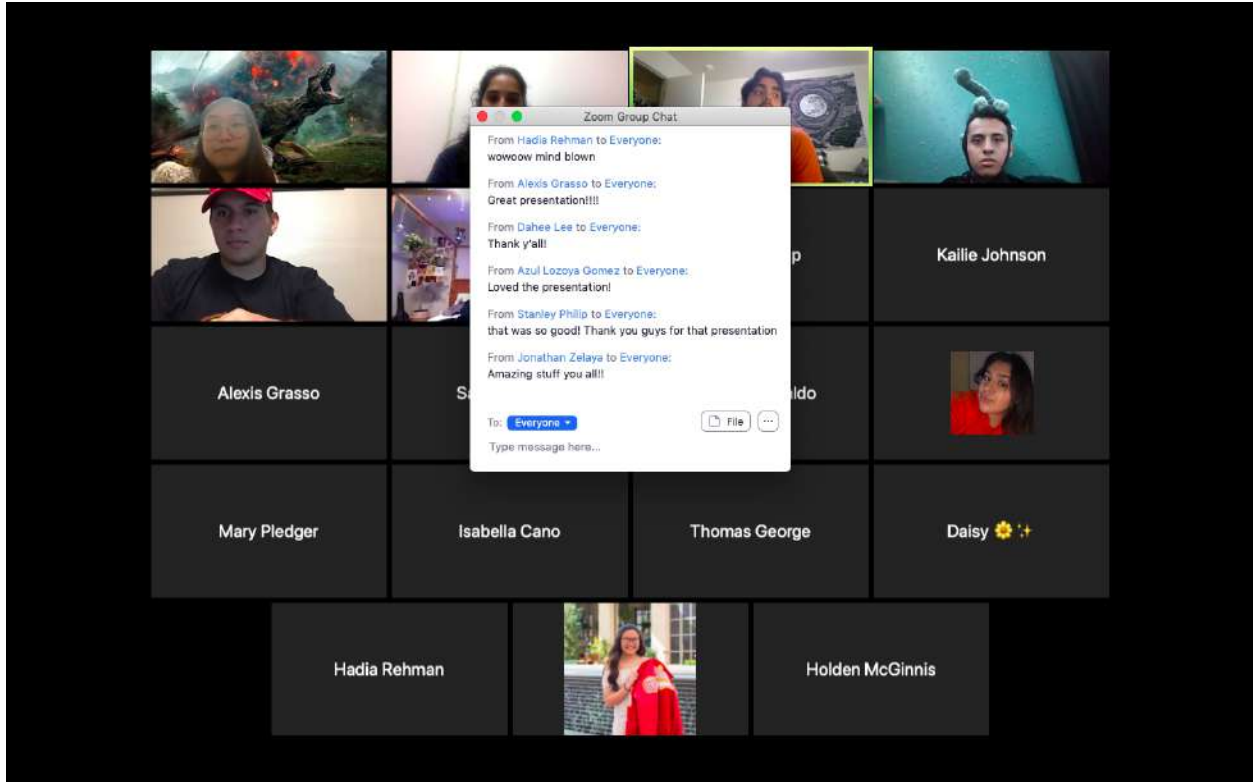 Zoom Group Chat
From Hadia Rehman to Everyone:
wowoow mind blown
From Alexis Grasso to Everyone:
Great presentation!!!!
From Dahee Lee to Everyone:
Thank y'all!
From Azul Lozoya Gomez to Everyone:
Loved the presentation!
From Stanley Philip to Everyone:
that was so good! Thank you guys for that presentation
From Jonathan Zelaya to Everyone:
Amazing stuff you all!!
To: Everyone
File
Type message here...
p
Kailie Johnson
Alexis Grasso
Sa
ldo
Mary Pledger
Isabella Cano
Thomas George
Daisy 🌼✨
Hadia Rehman
Holden McGinnis